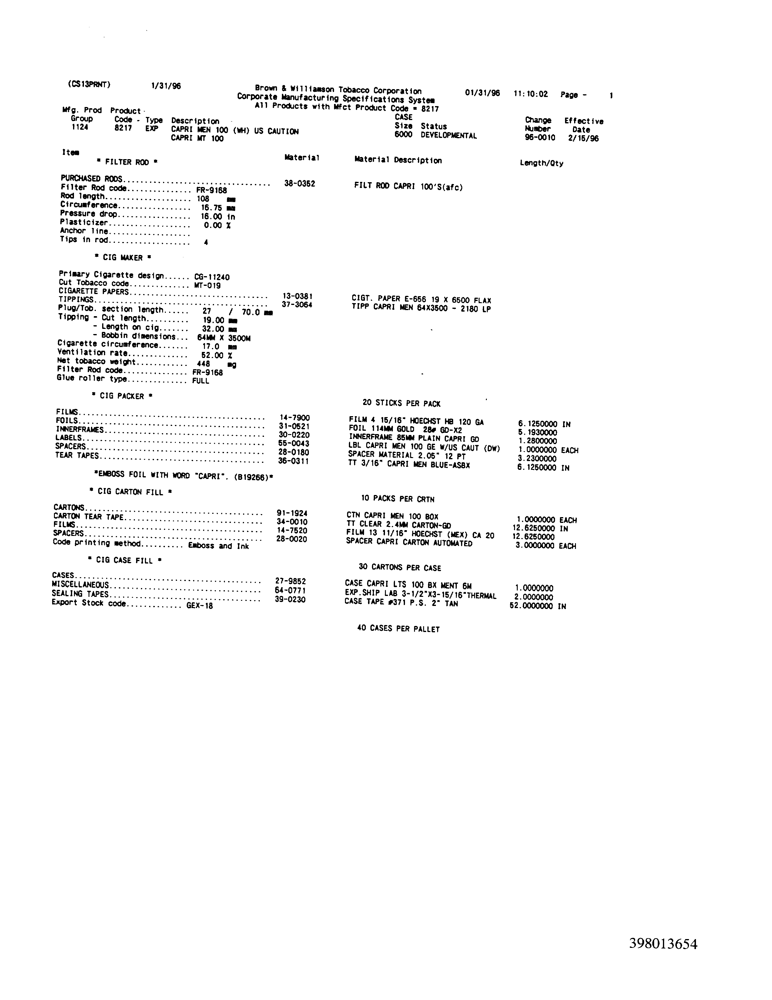 (CS13PRNT) 1/31/96 Brown & Williamson Tobacco Corporation 01/31/96 11:10:02 Page - 1
Corporate Manufacturing Specifications System
All Products with Mfct Product Code = 8217
Mfg. Prod Product CASE Change Effective
Group Code - Type Description Size Status Number Date
1124 8217 EXP CAPRI MEN 100 (WH) US CAUTION 6000 DEVELOPMENTAL 96-0010 2/15/96
CAPRI MT 100
Item Material Material Description Length/Qty
* FILTER ROD *
PURCHASED RODS.................................. 38-0352 FILT ROD CAPRI 100'S(afc)
Filter Rod code............... FR-9168
Rod length.................... 108 mm
Circumference................. 16.75 mm
Pressure drop................. 16.00 in
Plasticizer................... 0.00 %
Anchor line...................
Tips in rod................... 4
* CIG MAKER *
Primary Cigarette design...... CG-11240
Cut Tobacco code.............. MT-019
CIGARETTE PAPERS................................ 13-0381 CIGT. PAPER E-656 19 X 6500 FLAX
TIPPINGS........................................ 37-3064 TIPP CAPRI MEN 64X3500 - 2180 LP
Plug/Tob. section length...... 27 / 70.0 mm
Tipping - Cut length.......... 19.00 mm
- Length on cig....... 32.00 mm
- Bobbin dimensions... 64MM X 3500M
Cigarette circumference....... 17.0 mm
Ventilation rate.............. 52.00 %
Net tobacco weight............ 448 mg
Filter Rod code............... FR-9168
Glue roller type.............. FULL
* CIG PACKER * 20 STICKS PER PACK
FILMS........................................... 14-7900 FILM 4 15/16" HOECHST HB 120 GA 6.1250000 IN
FOILS........................................... 31-0521 FOIL 114MM GOLD 28# GD-X2 5.1930000
INNERFRAMES..................................... 30-0220 INNERFRAME 85MM PLAIN CAPRI GD 1.2800000
LABELS.......................................... 55-0043 LBL CAPRI MEN 100 GE W/US CAUT (DW) 1.0000000 EACH
SPACERS......................................... 28-0180 SPACER MATERIAL 2.05" 12 PT 3.2300000
TEAR TAPES...................................... 36-0311 TT 3/16" CAPRI MEN BLUE-ASBX 6.1250000 IN
*EMBOSS FOIL WITH WORD "CAPRI". (B19266)*
* CIG CARTON FILL * 10 PACKS PER CRTN
CARTONS......................................... 91-1924 CTN CAPRI MEN 100 BOX 1.0000000 EACH
CARTON TEAR TAPE................................ 34-0010 TT CLEAR 2.4MM CARTON-GD 12.6250000 IN
FILMS........................................... 14-7520 FILM 13 11/16" HOECHST (MEX) CA 20 12.6250000
SPACERS......................................... 28-0020 SPACER CAPRI CARTON AUTOMATED 3.0000000 EACH
Code printing method.......... Emboss and Ink
* CIG CASE FILL * 30 CARTONS PER CASE
CASES........................................... 27-9852 CASE CAPRI LTS 100 BX MENT 6M 1.0000000
MISCELLANEOUS................................... 64-0771 EXP.SHIP LAB 3-1/2"X3-15/16"THERMAL 2.0000000
SEALING TAPES................................... 39-0230 CASE TAPE #371 P.S. 2" TAN 52.0000000 IN
Export Stock code............. GEX-18
40 CASES PER PALLET
398013654